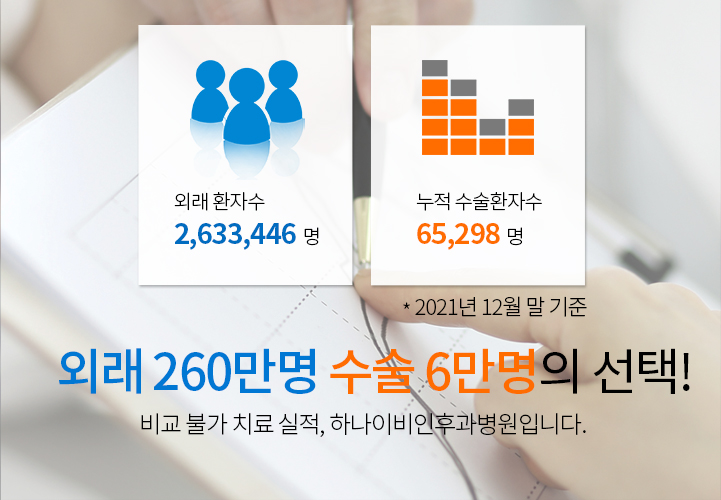 외래 환자수
2,633,446 명
누적 수술환자수
65,298 명
* 2021년 12월 말 기준
외래 260만명 수술 6만명의 선택!
비교 불가 치료 실적, 하나이비인후과병원입니다.